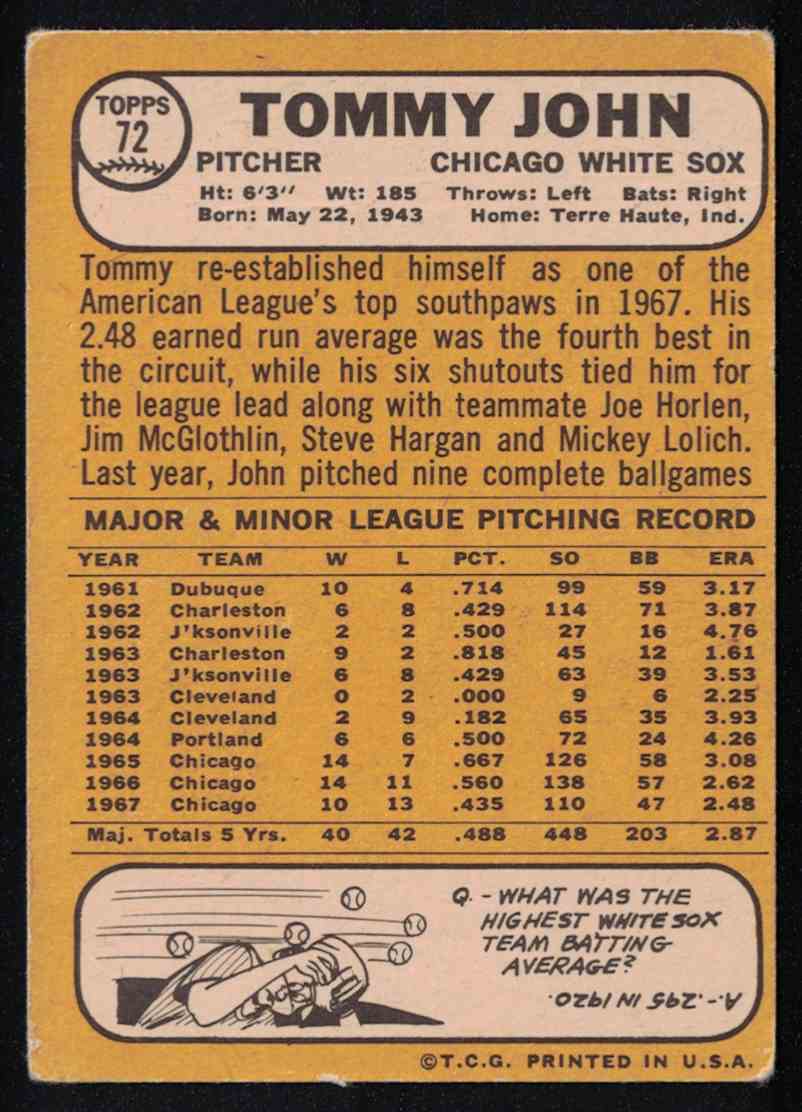 TOPPS
72
TOMMY JOHN
PITCHER CHICAGO WHITE SOX
Ht: 6'3'' Wt: 185 Throws: Left Bats: Right
Born: May 22, 1943 Home: Terre Haute, Ind.
Tommy re-established himself as one of the
American League's top southpaws in 1967. His
2.48 earned run average was the fourth best in
the circuit, while his six shutouts tied him for
the league lead along with teammate Joe Horlen,
Jim McGlothlin, Steve Hargan and Mickey Lolich.
Last year, John pitched nine complete ballgames
MAJOR & MINOR LEAGUE PITCHING RECORD
YEAR TEAM W L PCT. SO BB ERA
1961 Dubuque 10 4 .714 99 59 3.17
1962 Charleston 6 8 .429 114 71 3.87
1962 J'ksonville 2 2 .500 27 16 4.76
1963 Charleston 9 2 .818 45 12 1.61
1963 J'ksonville 6 8 .429 63 39 3.53
1963 Cleveland 0 2 .000 9 6 2.25
1964 Cleveland 2 9 .182 65 35 3.93
1964 Portland 6 6 .500 72 24 4.26
1965 Chicago 14 7 .667 126 58 3.08
1966 Chicago 14 11 .560 138 57 2.62
1967 Chicago 10 13 .435 110 47 2.48
Maj. Totals 5 Yrs. 40 42 .488 448 203 2.87
Q.-WHAT WAS THE
HIGHEST WHITE SOX
TEAM BATTING
AVERAGE?
A-.295 IN 1920.
©T.C.G. PRINTED IN U.S.A.